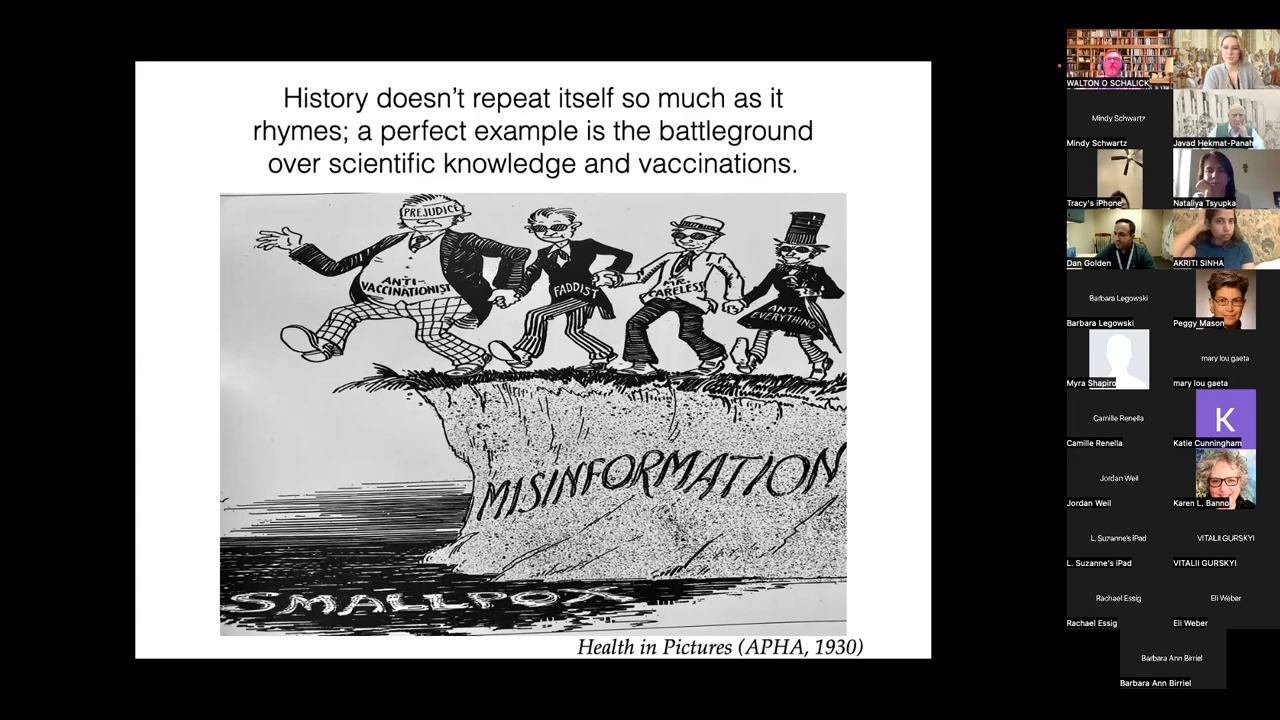 History doesn't repeat itself so much as it
rhymes; a perfect example is the battleground
over scientific knowledge and vaccinations.
PREJUDICE
ANTI-
VACCINATIONIST
FADDIST
MR.
CARELESS
ANTI-
EVERYTHING
MISINFORMATION
SMALLPOX
Health in Pictures (APHA, 1930)
WALTON O SCHALICK
Mindy Schwartz
Mindy Schwartz
Javad Hekmat-Panah
Tracy's iPhone
Nataliya Tsyupka
Dan Golden
AKRITI SINHA
Barbara Legowski
Barbara Legowski
Peggy Mason
Myra Shapiro
mary lou gaeta
mary lou gaeta
Camille Renella
Camille Renella
K
Katie Cunningham
Jordan Weil
Jordan Weil
Karen L. Banno
L. Suzanne's iPad
L. Suzanne's iPad
VITALII GURSKYI
VITALII GURSKYI
Rachael Essig
Rachael Essig
Eli Weber
Eli Weber
Barbara Ann Birriel
Barbara Ann Birriel